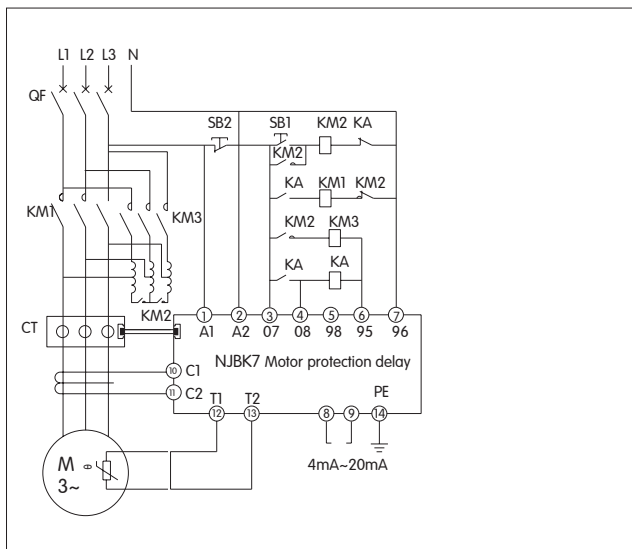 L1 L2 L3 N
QF
SB2 SB1 KM2 KA
KM2
KA KM1 KM2
KM1 KM3
KM2 KM3
KA KA
CT KM2
1 2 3 4 5 6 7
A1 A2 07 08 98 95 96
NJBK7 Motor protection delay
10 C1
11 C2
T1 T2 PE
12 13 8 9 14
4mA~20mA
M θ
3~